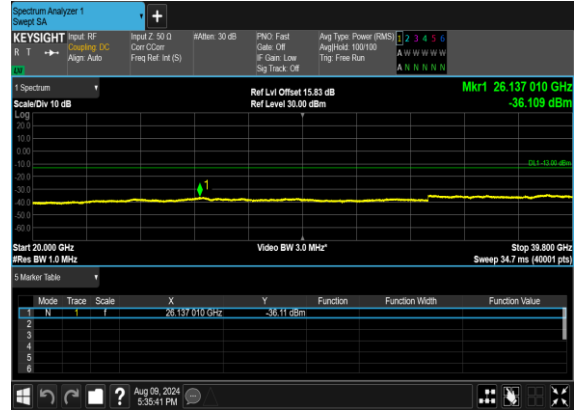 Spectrum Analyzer 1
Swept SA
+
KEYSIGHT
R T
LXI
Input: RF
Coupling: DC
Align: Auto
Input Z: 50 Ω
Corr CCorr
Freq Ref: Int (S)
#Atten: 30 dB
PNO: Fast
Gate: Off
IF Gain: Low
Sig Track: Off
Avg Type: Power (RMS)
Avg|Hold: 100/100
Trig: Free Run
1 2 3 4 5 6
A W W W W W
A N N N N N
1 Spectrum
Scale/Div 10 dB
Log
Ref Lvl Offset 15.83 dB
Ref Level 30.00 dBm
Mkr1 26.137 010 GHz
-36.109 dBm
20.0
10.0
0.00
-10.0
-20.0
-30.0
-40.0
-50.0
-60.0
1
DL1 -13.00 dBm
Start 20.000 GHz
#Res BW 1.0 MHz
Video BW 3.0 MHz*
Stop 39.800 GHz
Sweep 34.7 ms (40001 pts)
5 Marker Table
Mode Trace Scale X Y Function Function Width Function Value
1 N 1 f 26.137 010 GHz -36.11 dBm
2
3
4
5
6
?
Aug 09, 2024
5:35:41 PM